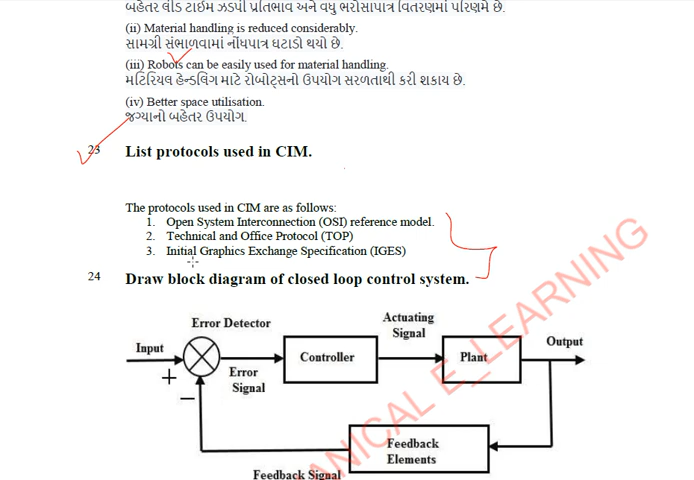 બહેતર લીડ ટાઈમ ઝડપી પ્રતિભાવ અને વધુ ભરોસાપાત્ર વિતરણમાં પરિણમે છે.
(ii) Material handling is reduced considerably.
સામગ્રી સંભાળવામાં નોંધપાત્ર ઘટાડો થયો છે.
(iii) Robots can be easily used for material handling.
મટિરિયલ હેન્ડલિંગ માટે રોબોટ્સનો ઉપયોગ સરળતાથી કરી શકાય છે.
(iv) Better space utilisation.
જગ્યાનો બહેતર ઉપયોગ.
23 List protocols used in CIM.
The protocols used in CIM are as follows:
1. Open System Interconnection (OSI) reference model.
2. Technical and Office Protocol (TOP)
3. Initial Graphics Exchange Specification (IGES)
24 Draw block diagram of closed loop control system.
Error Detector
Actuating
Signal
Input
Controller
Plant
Output
+
Error
Signal
−
Feedback
Elements
Feedback Signal
ANICAL E_LEARNING